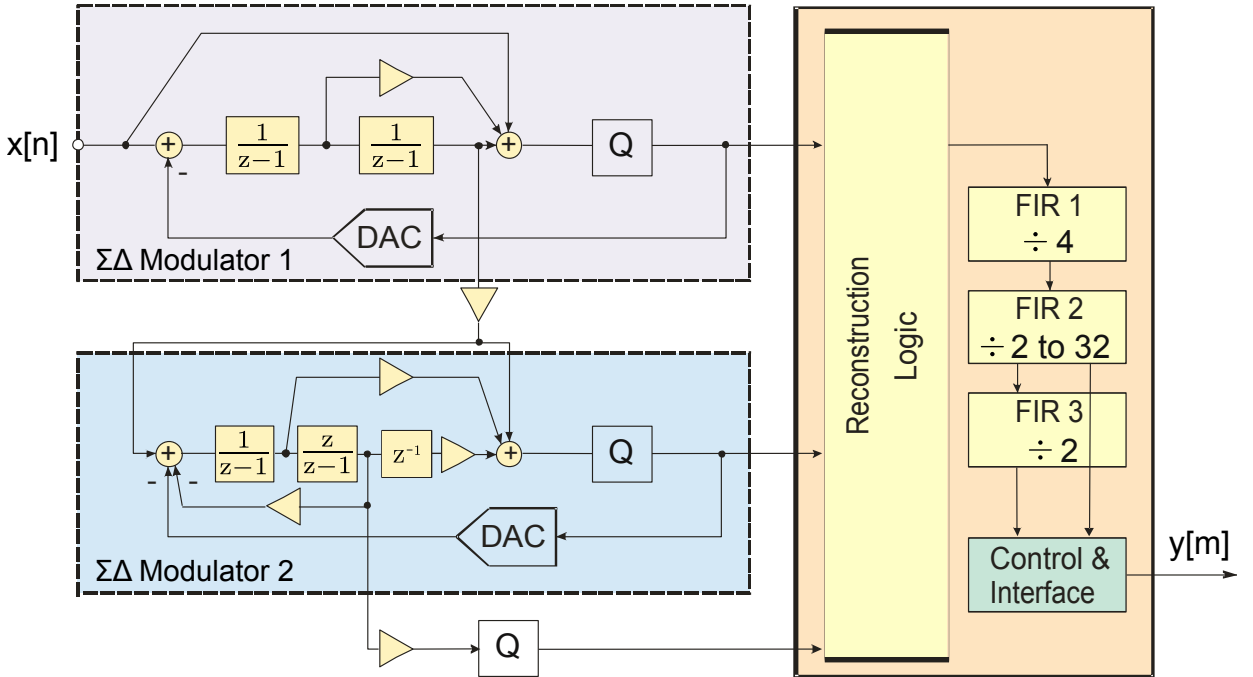 x[n]
+
-
1
z−1
1
z−1
+
Q
DAC
ΣΔ Modulator 1
+
-
-
1
z−1
z
z−1
z⁻¹
+
Q
DAC
ΣΔ Modulator 2
Q
Reconstruction
Logic
FIR 1
÷ 4
FIR 2
÷ 2 to 32
FIR 3
÷ 2
Control &
Interface
y[m]